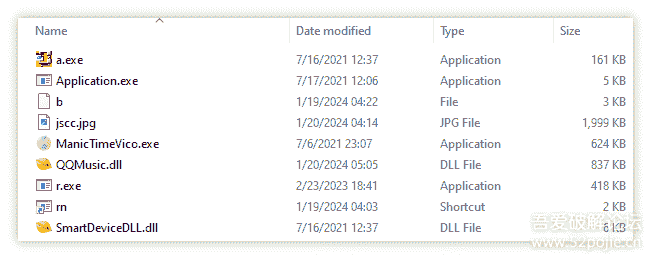 Name Date modified Type Size
a.exe 7/16/2021 12:37 Application 161 KB
Application.exe 7/17/2021 12:06 Application 5 KB
b 1/19/2024 04:22 File 3 KB
jscc.jpg 1/20/2024 04:14 JPG File 1,999 KB
ManicTimeVico.exe 7/6/2021 23:07 Application 624 KB
QQMusic.dll 1/20/2024 05:05 DLL File 837 KB
r.exe 2/23/2023 18:41 Application 418 KB
rn 1/19/2024 04:03 Shortcut 2 KB
SmartDeviceDLL.dll 7/16/2021 12:37 DLL File 6 KB
吾爱破解论坛
www.52pojie.cn